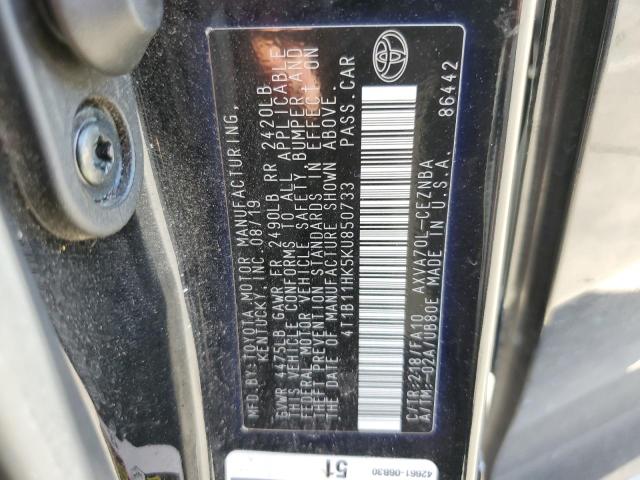 MFD.BY:TOYOTA MOTOR MANUFACTURING,
KENTUCKY, INC. 08/19
GVWR 4475LB GAWR FR 2490LB RR 2420LB
THIS VEHICLE CONFORMS TO ALL APPLICABLE
FEDERAL MOTOR VEHICLE SAFETY, BUMPER, AND
THEFT PREVENTION STANDARDS IN EFFECT ON
THE DATE OF MANUFACTURE SHOWN ABOVE.
4T1B11HK5KU850733 PASS.CAR
C/TR:218/FA10 AXVA70L-CEZNBA
A/TM:-02A/UB80E MADE IN U.S.A.
86442
42661-06830
51